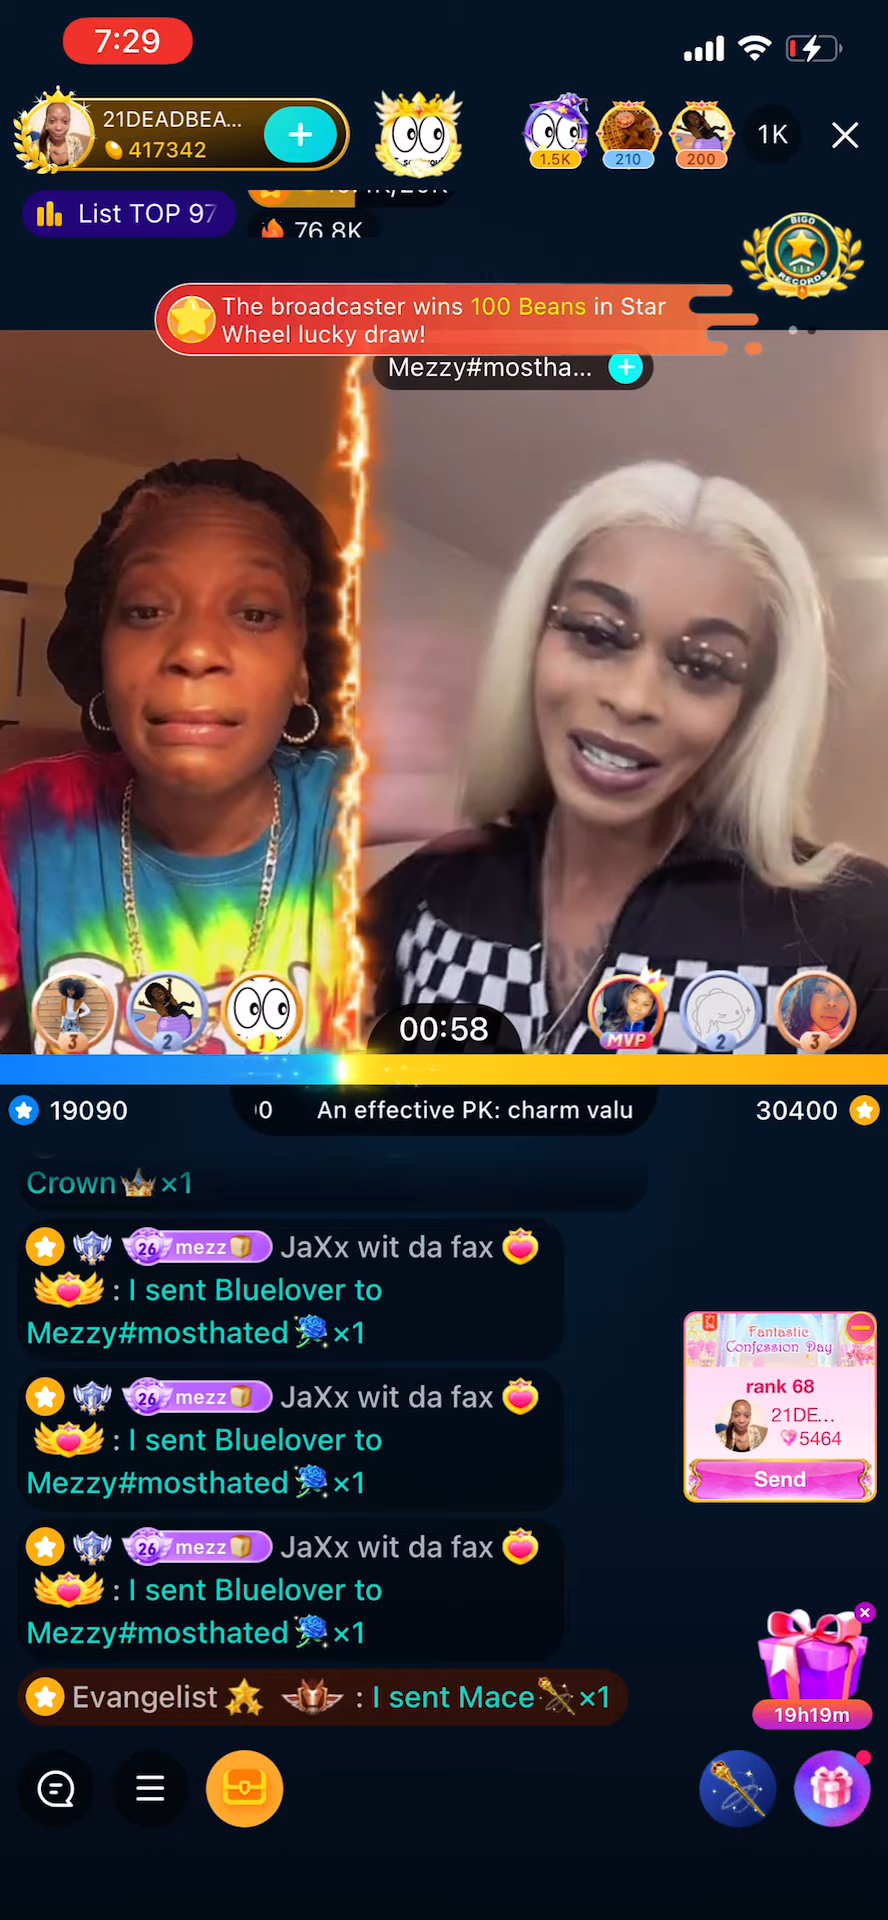 7:29
21DEADBEA...
417342
1.5K
210
200
1K
List TOP 97
76.8K
BIGO
RECORDS
The broadcaster wins 100 Beans in Star
Wheel lucky draw!
Mezzy#mostha...
3
2
1
00:58
MVP
2
3
19090
An effective PK: charm valu
30400
Crown ×1
26 mezz JaXx wit da fax
: I sent Bluelover to
Mezzy#mosthated ×1
26 mezz JaXx wit da fax
: I sent Bluelover to
Mezzy#mosthated ×1
26 mezz JaXx wit da fax
: I sent Bluelover to
Mezzy#mosthated ×1
Evangelist : I sent Mace ×1
Fantastic
Confession Day
rank 68
21DE...
5464
Send
19h19m